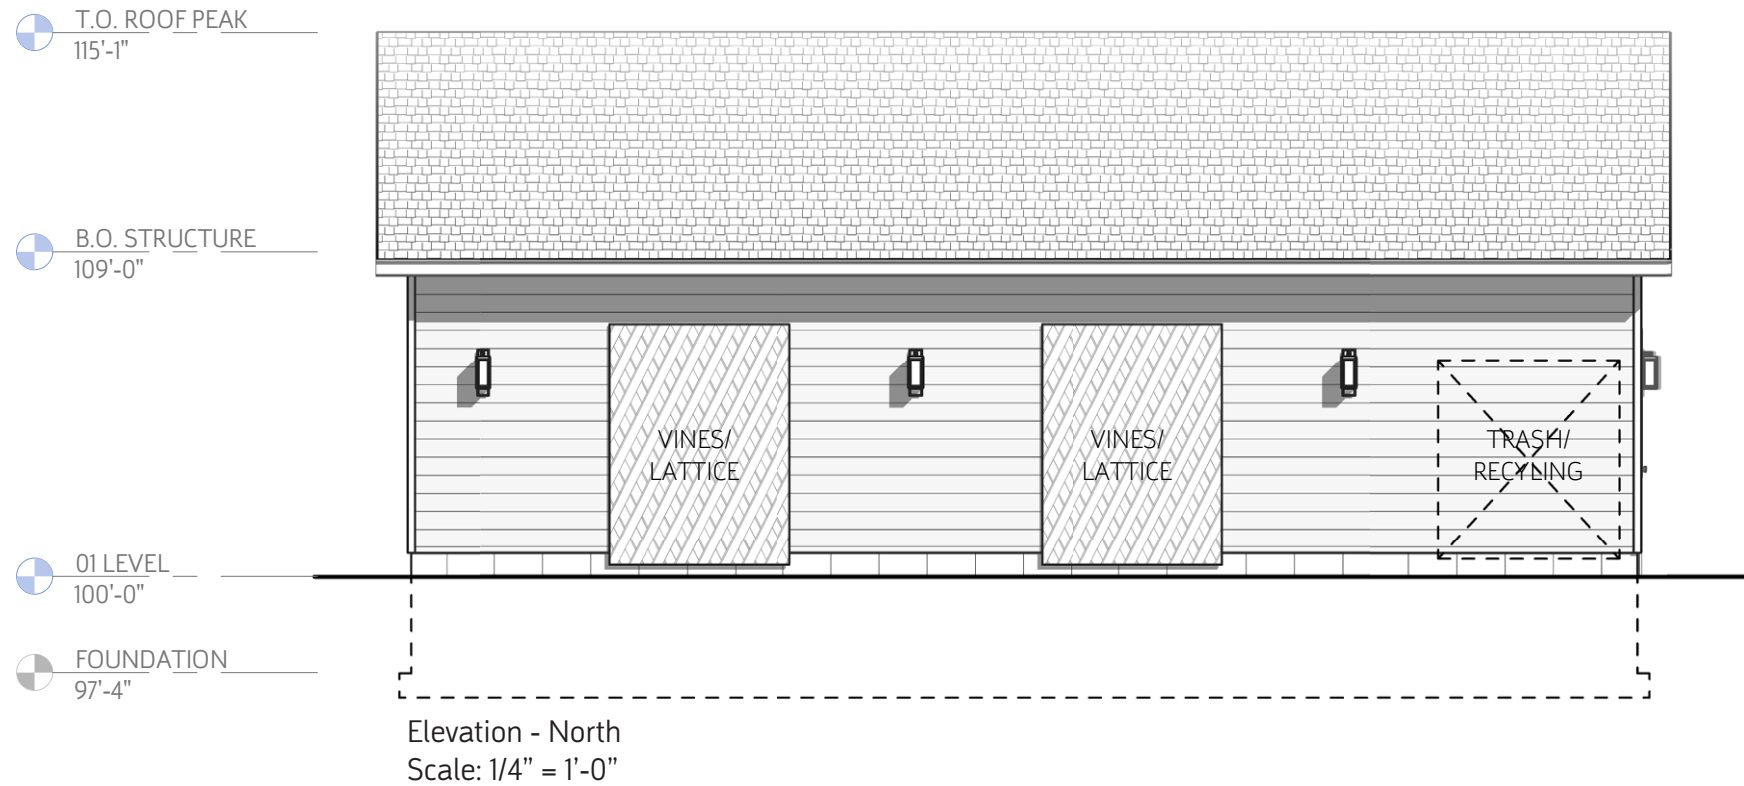 T.O. ROOF PEAK
115'-1"
B.O. STRUCTURE
109'-0"
VINES/
LATTICE
VINES/
LATTICE
TRASH/
RECYLING
01 LEVEL
100'-0"
FOUNDATION
97'-4"
Elevation - North
Scale: 1/4” = 1’-0”